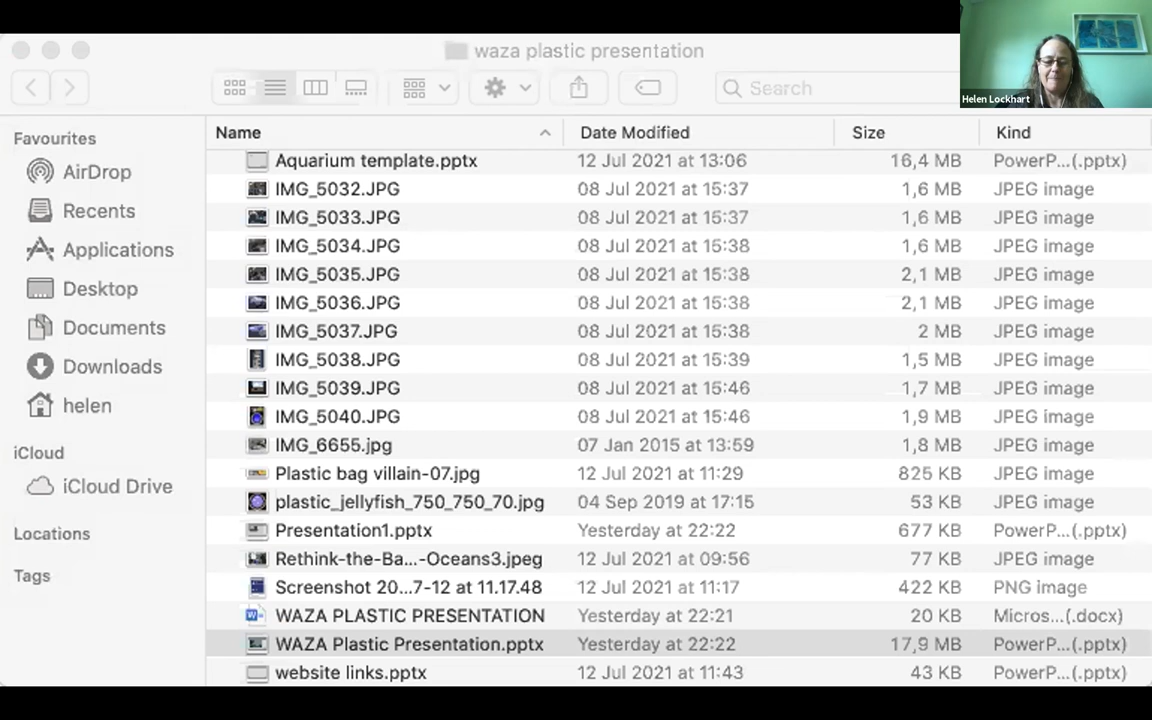 waza plastic presentation
Search
Helen Lockhart
Favourites
AirDrop
Recents
Applications
Desktop
Documents
Downloads
helen
iCloud
iCloud Drive
Locations
Tags
Name Date Modified Size Kind
Aquarium template.pptx 12 Jul 2021 at 13:06 16,4 MB PowerP...(.pptx)
IMG_5032.JPG 08 Jul 2021 at 15:37 1,6 MB JPEG image
IMG_5033.JPG 08 Jul 2021 at 15:37 1,6 MB JPEG image
IMG_5034.JPG 08 Jul 2021 at 15:38 1,6 MB JPEG image
IMG_5035.JPG 08 Jul 2021 at 15:38 2,1 MB JPEG image
IMG_5036.JPG 08 Jul 2021 at 15:38 2,1 MB JPEG image
IMG_5037.JPG 08 Jul 2021 at 15:38 2 MB JPEG image
IMG_5038.JPG 08 Jul 2021 at 15:39 1,5 MB JPEG image
IMG_5039.JPG 08 Jul 2021 at 15:46 1,7 MB JPEG image
IMG_5040.JPG 08 Jul 2021 at 15:46 1,9 MB JPEG image
IMG_6655.jpg 07 Jan 2015 at 13:59 1,8 MB JPEG image
Plastic bag villain-07.jpg 12 Jul 2021 at 11:29 825 KB JPEG image
plastic_jellyfish_750_750_70.jpg 04 Sep 2019 at 17:15 53 KB JPEG image
Presentation1.pptx Yesterday at 22:22 677 KB PowerP...(.pptx)
Rethink-the-Ba...-Oceans3.jpeg 12 Jul 2021 at 09:56 77 KB JPEG image
Screenshot 20...7-12 at 11.17.48 12 Jul 2021 at 11:17 422 KB PNG image
WAZA PLASTIC PRESENTATION Yesterday at 22:21 20 KB Micros...(.docx)
WAZA Plastic Presentation.pptx Yesterday at 22:22 17,9 MB PowerP...(.pptx)
website links.pptx 12 Jul 2021 at 11:43 43 KB PowerP...(.pptx)